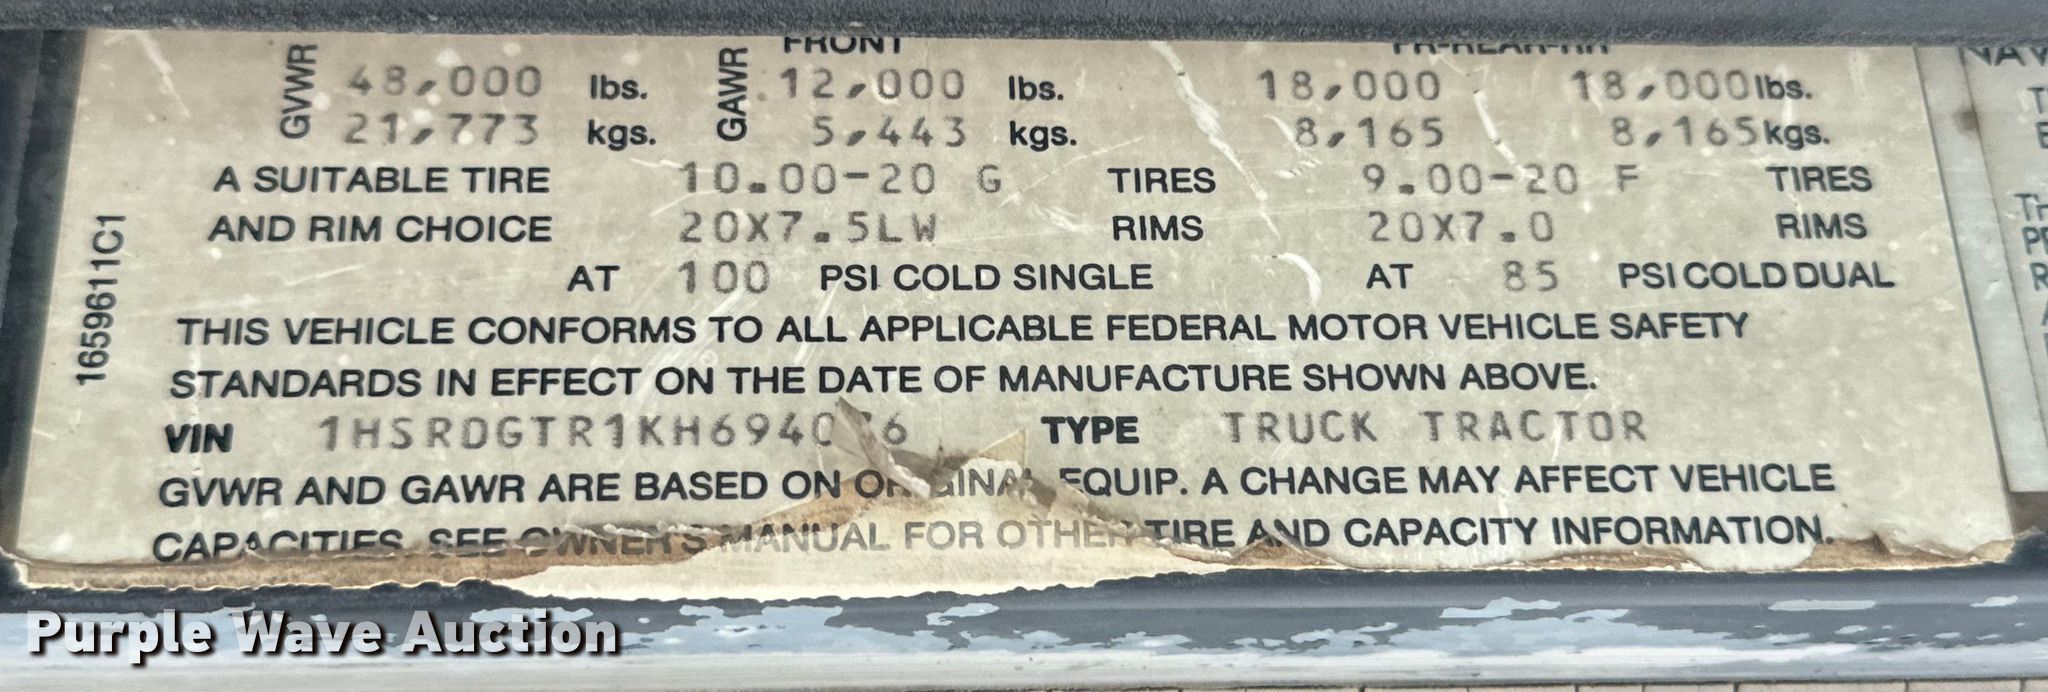 FRONT
GVWR 48,000 lbs. GAWR 12,000 lbs. 18,000 18,000 lbs.
21,773 kgs. 5,443 kgs. 8,165 8,165 kgs.
A SUITABLE TIRE 10.00-20 G TIRES 9.00-20 F TIRES
AND RIM CHOICE 20X7.5LW RIMS 20X7.0 RIMS
AT 100 PSI COLD SINGLE AT 85 PSI COLD DUAL
THIS VEHICLE CONFORMS TO ALL APPLICABLE FEDERAL MOTOR VEHICLE SAFETY
STANDARDS IN EFFECT ON THE DATE OF MANUFACTURE SHOWN ABOVE.
VIN TYPE TRUCK TRACTOR
GVWR AND GAWR ARE BASED ON ORIGINAL EQUIP. A CHANGE MAY AFFECT VEHICLE
CAPACITIES. SEE OWNER'S MANUAL FOR OTHER TIRE AND CAPACITY INFORMATION.
1659611C1
Purple Wave Auction